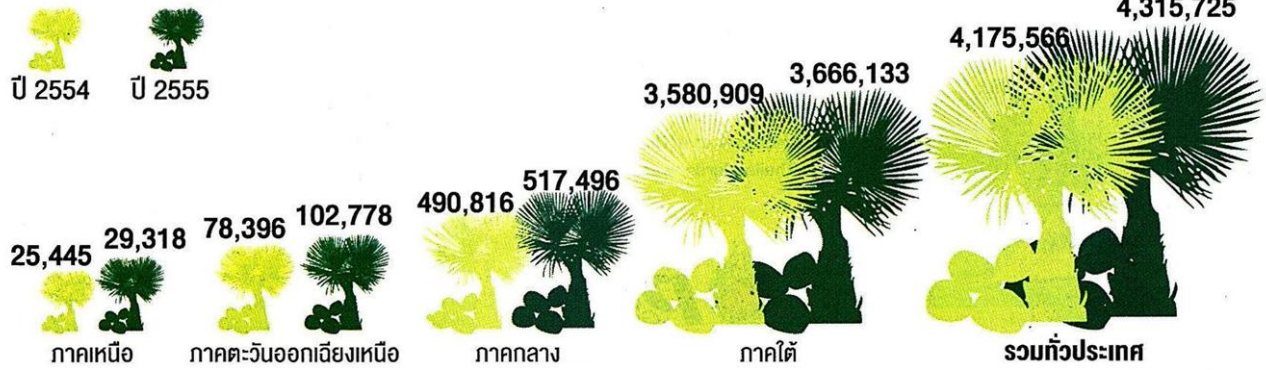 ปี 2554 ปี 2555
25,445 29,318 78,396 102,778 490,816 517,496 3,580,909 3,666,133 4,175,566 4,315,725
ภาคเหนือ ภาคตะวันออกเฉียงเหนือ ภาคกลาง ภาคใต้ รวมทั่วประเทศ